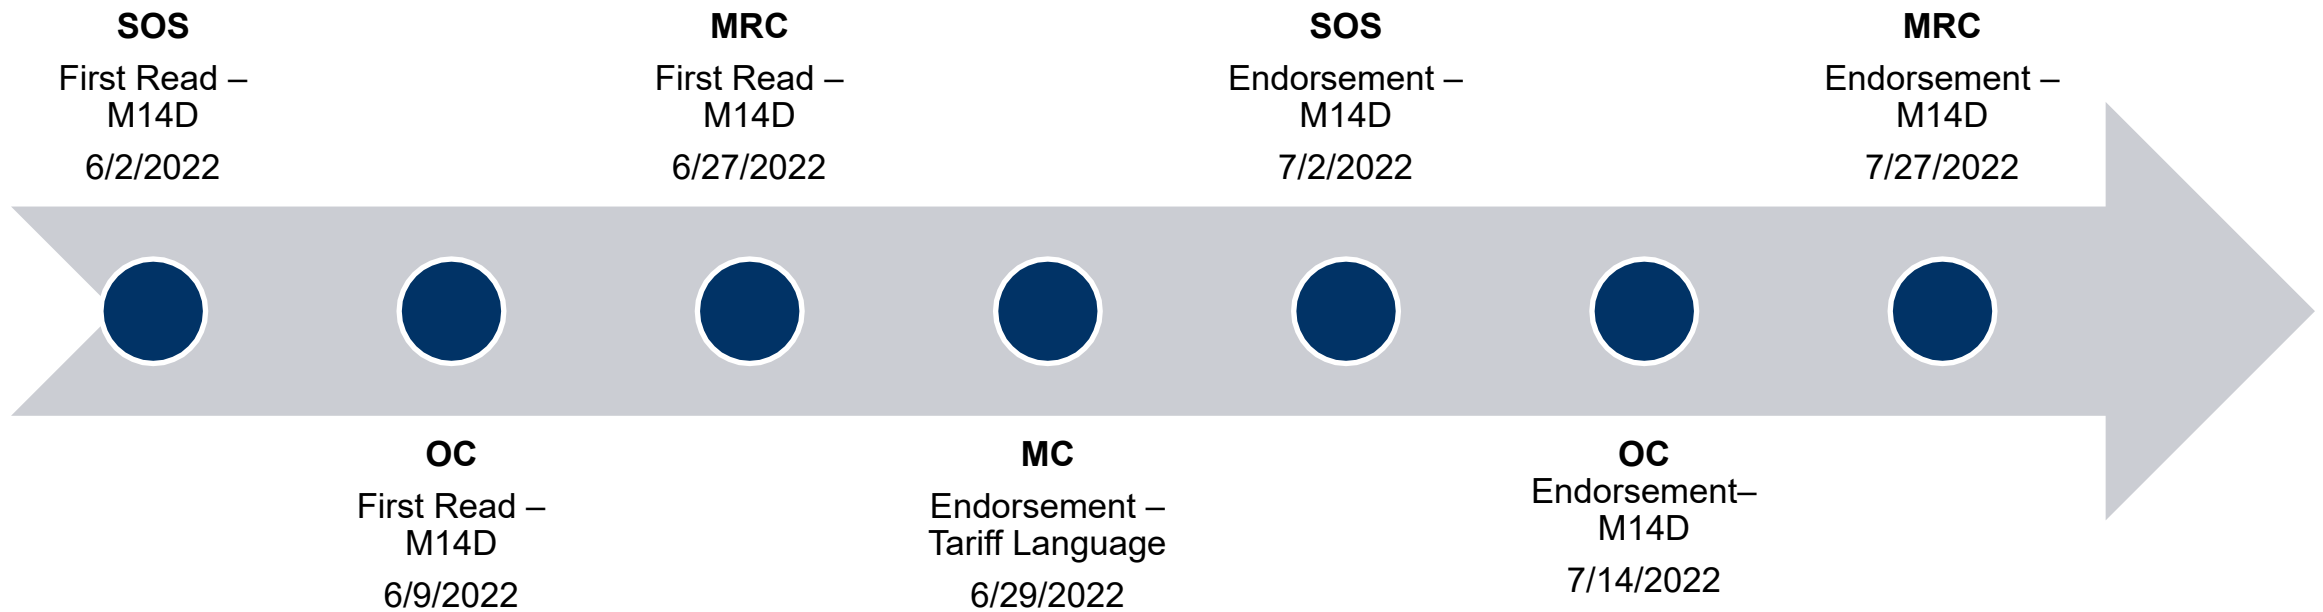 SOS
First Read –
M14D
6/2/2022
MRC
First Read –
M14D
6/27/2022
SOS
Endorsement –
M14D
7/2/2022
MRC
Endorsement –
M14D
7/27/2022
OC
First Read –
M14D
6/9/2022
MC
Endorsement –
Tariff Language
6/29/2022
OC
Endorsement–
M14D
7/14/2022